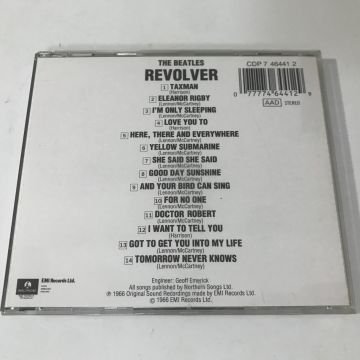 THE BEATLES
REVOLVER
CDP 7 46441 2
0 77774 64412 9
AAD STEREO
1 TAXMAN
(Harrison)
2 ELEANOR RIGBY
(Lennon/McCartney)
3 I'M ONLY SLEEPING
(Lennon/McCartney)
4 LOVE YOU TO
(Harrison)
5 HERE, THERE AND EVERYWHERE
(Lennon/McCartney)
6 YELLOW SUBMARINE
(Lennon/McCartney)
7 SHE SAID SHE SAID
(Lennon/McCartney)
8 GOOD DAY SUNSHINE
(Lennon/McCartney)
9 AND YOUR BIRD CAN SING
(Lennon/McCartney)
10 FOR NO ONE
(Lennon/McCartney)
11 DOCTOR ROBERT
(Lennon/McCartney)
12 I WANT TO TELL YOU
(Harrison)
13 GOT TO GET YOU INTO MY LIFE
(Lennon/McCartney)
14 TOMORROW NEVER KNOWS
(Lennon/McCartney)
EMI Records Ltd.
Engineer: Geoff Emerick
All songs published by Northern Songs Ltd.
℗ 1966 Original Sound Recordings made by EMI Records Ltd.
© 1966 EMI Records Ltd.